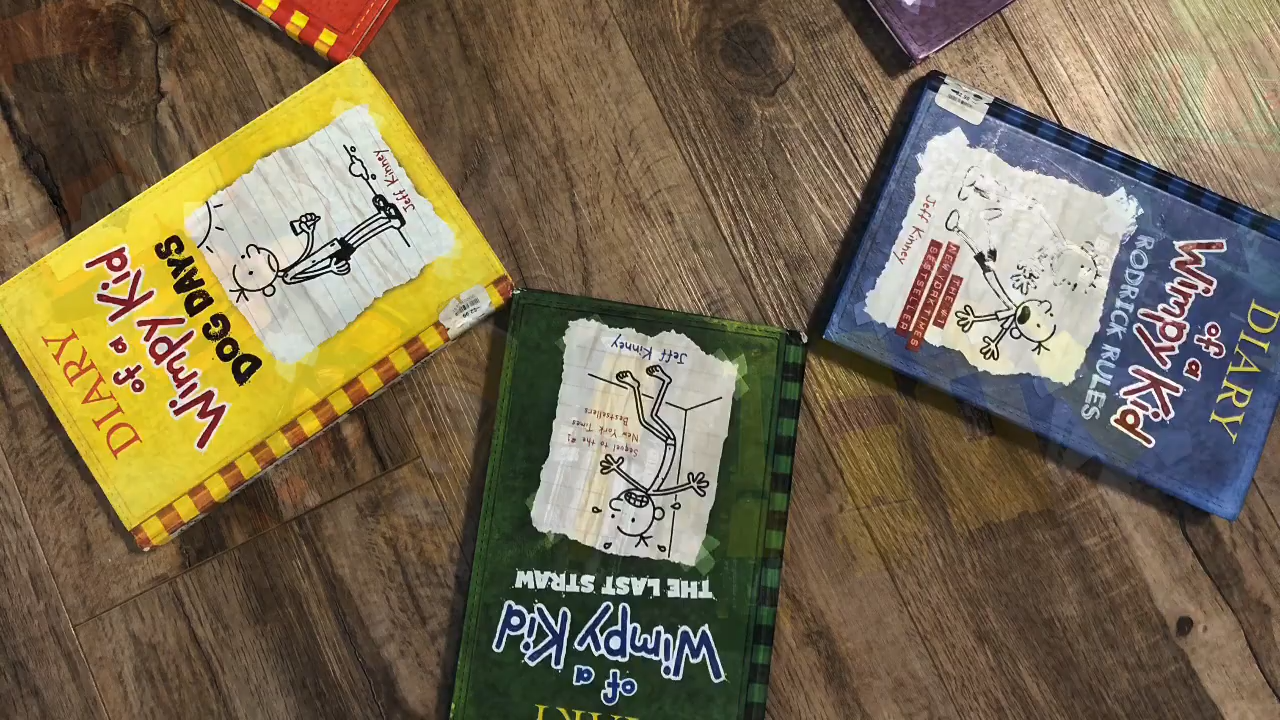 DIARY
of a
Wimpy Kid
DOG DAYS
Jeff Kinney
DIARY
of a
Wimpy Kid
THE LAST STRAW
Sequel to the #1
New York Times
Bestsellers
Jeff Kinney
DIARY
of a
Wimpy Kid
RODRICK RULES
THE #1
NEW YORK TIMES
BESTSELLER
Jeff Kinney